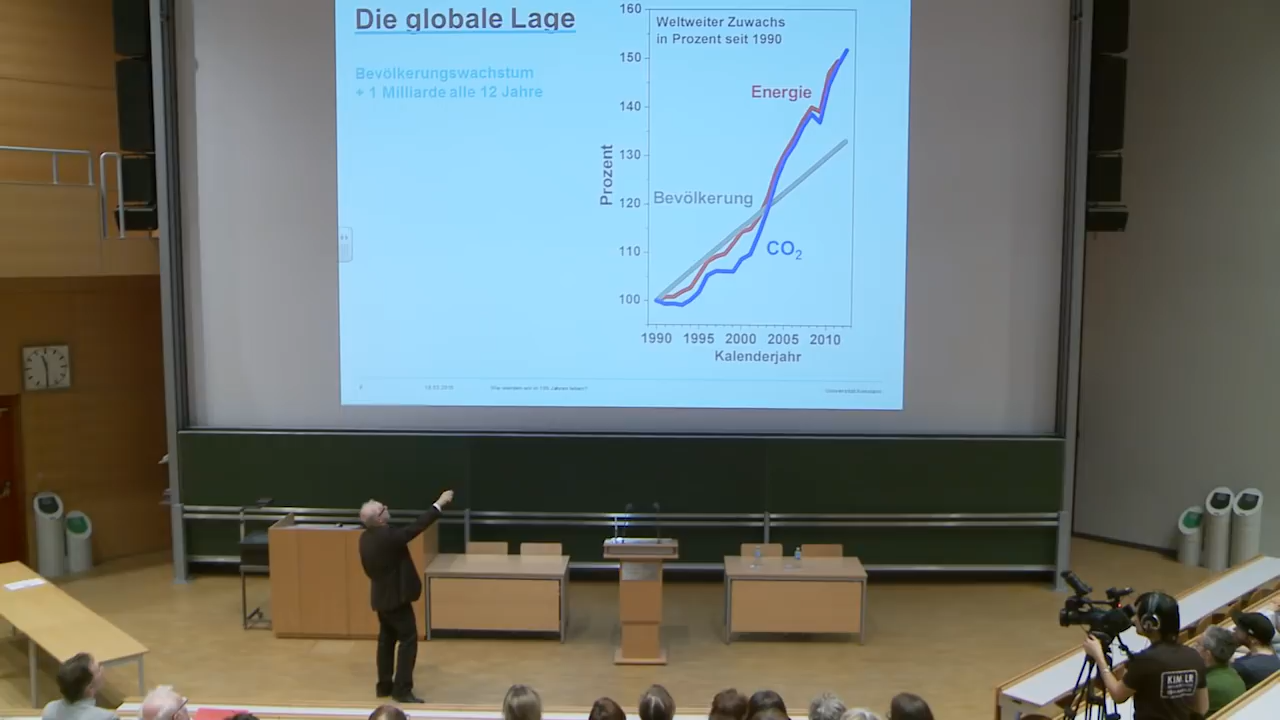 Die globale Lage
Bevölkerungswachstum
+ 1 Milliarde alle 12 Jahre
Weltweiter Zuwachs
in Prozent seit 1990
160
150
140
130
120
110
100
Prozent
Energie
Bevölkerung
CO₂
1990 1995 2000 2005 2010
Kalenderjahr
KIM.LR